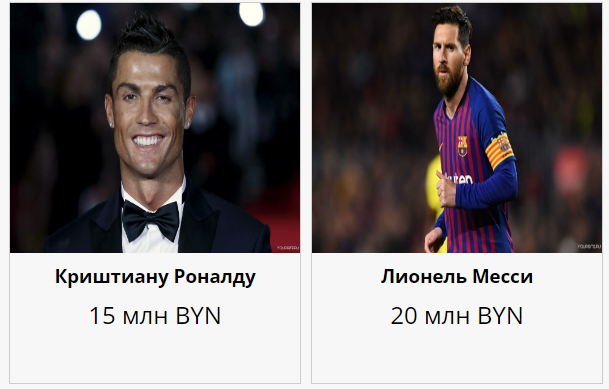 Криштиану Роналду
15 млн BYN
Лионель Месси
20 млн BYN